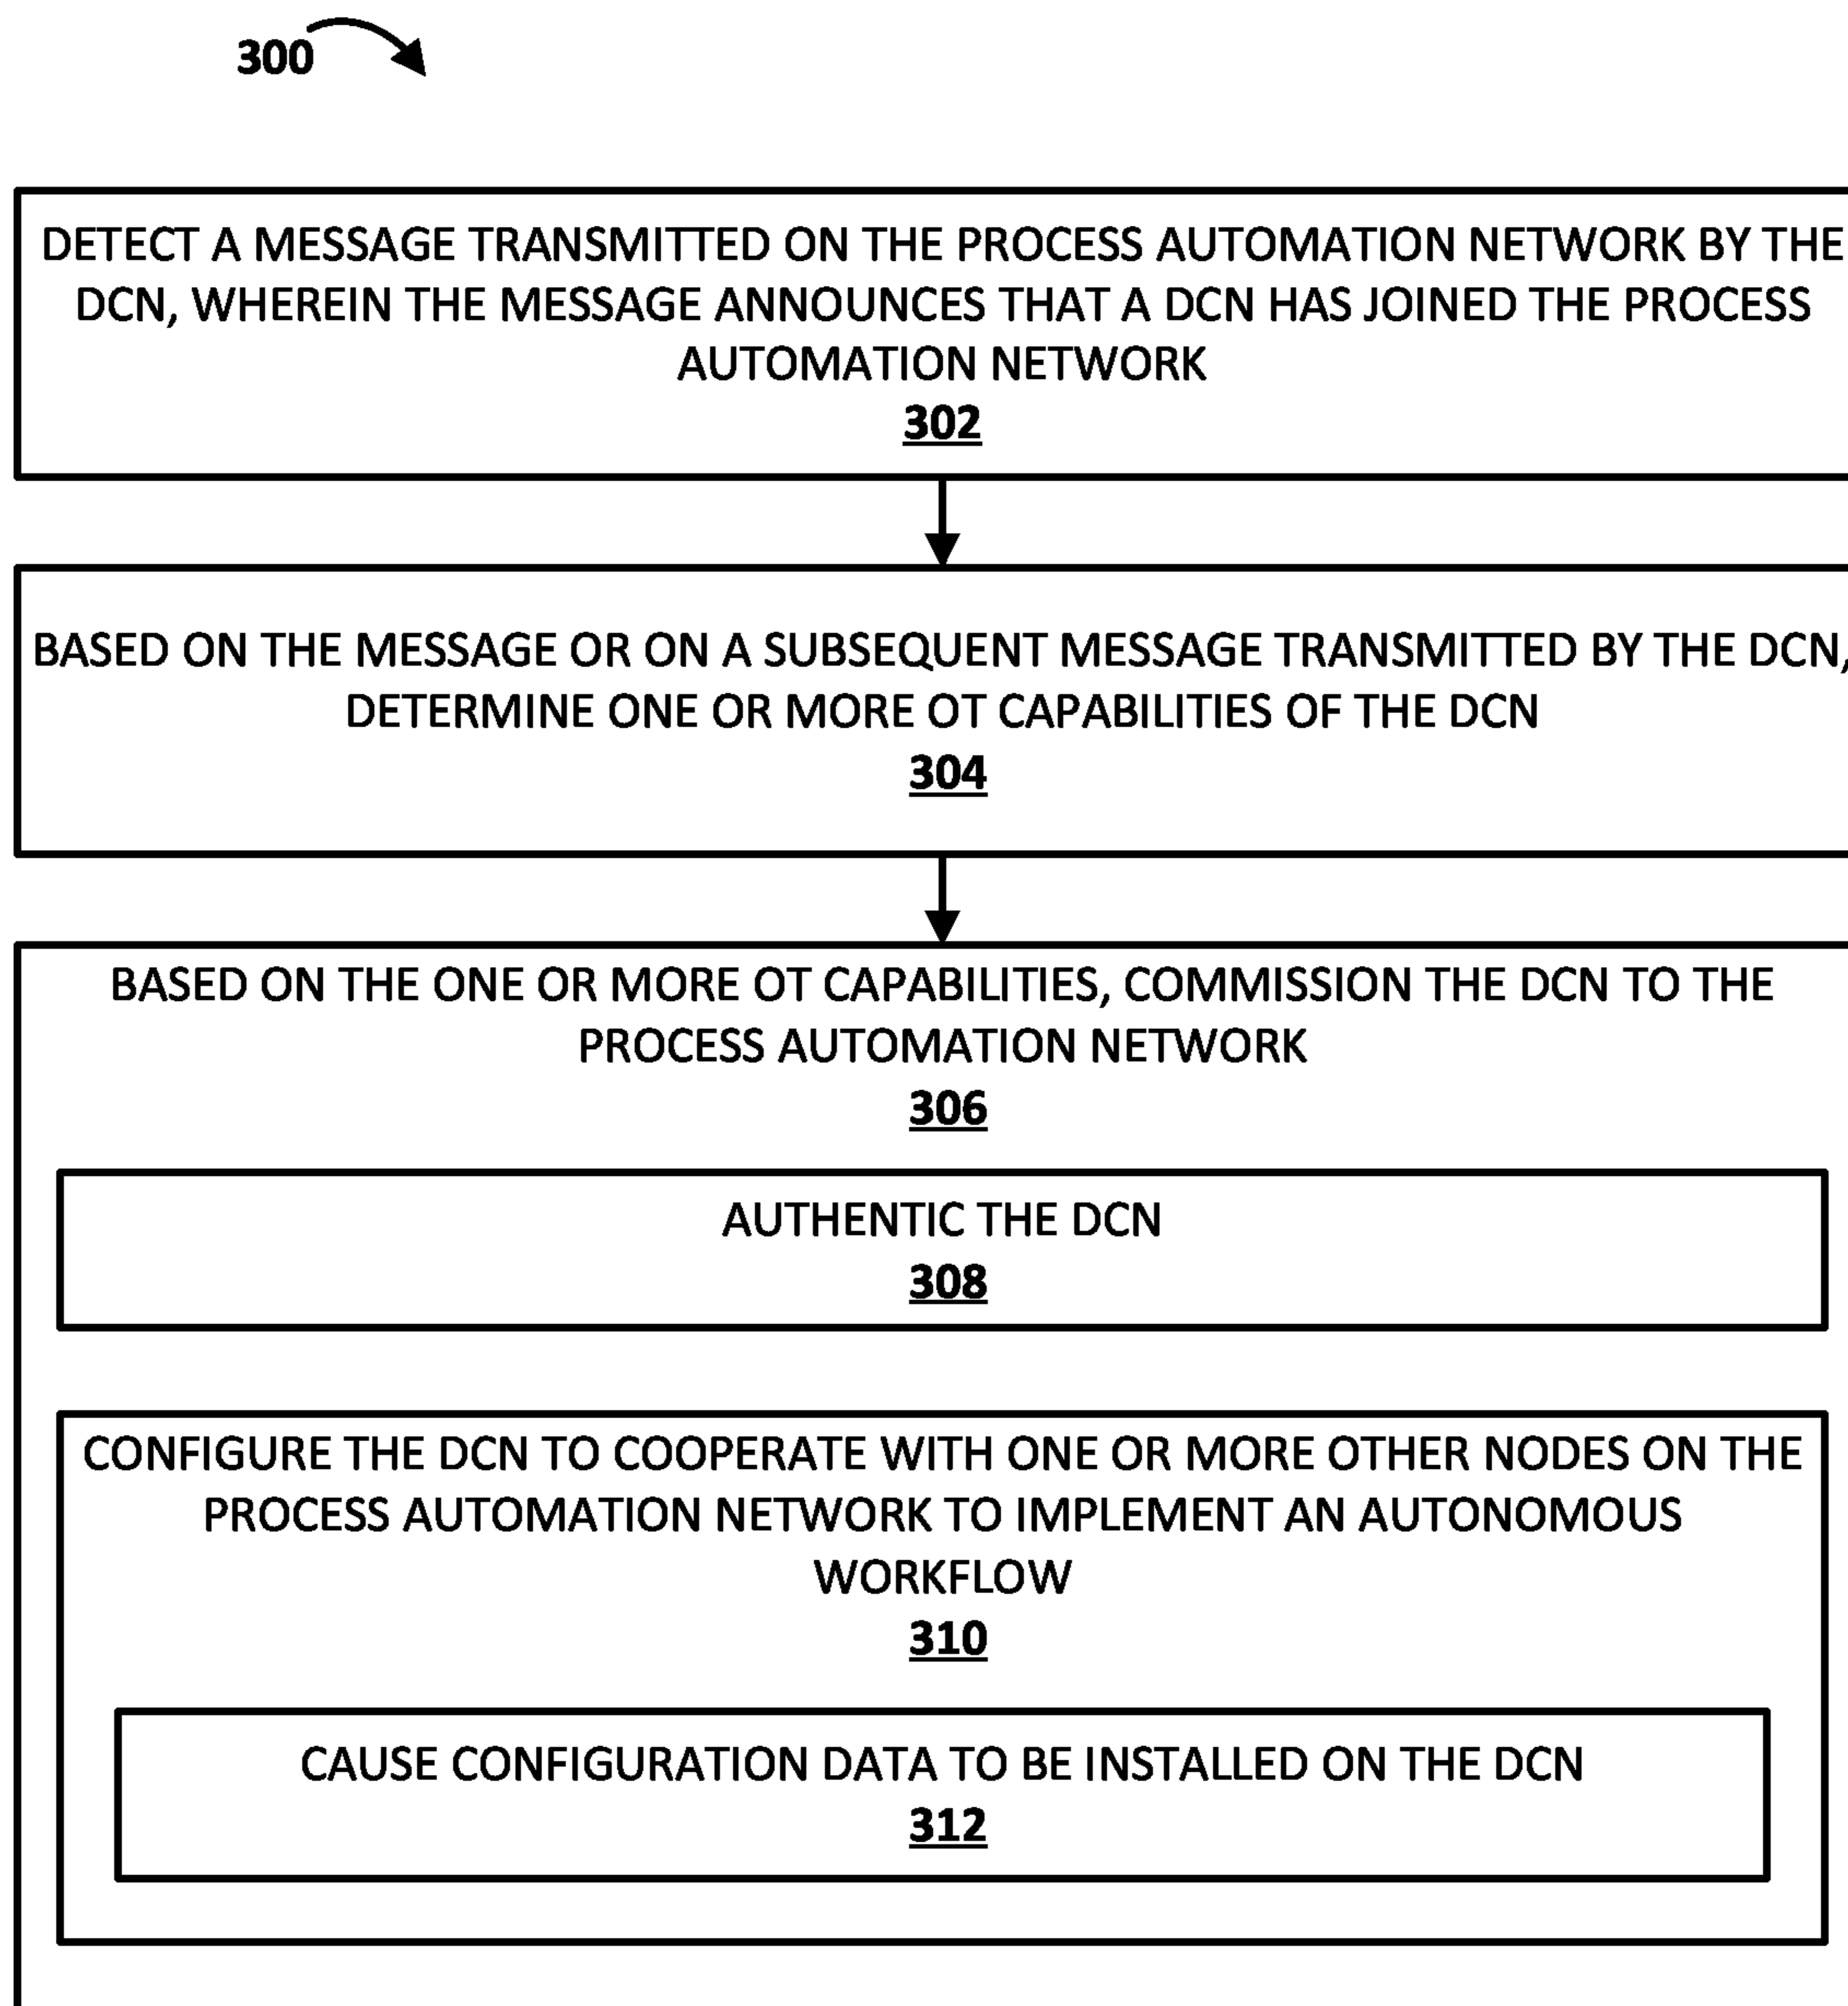 300
DETECT A MESSAGE TRANSMITTED ON THE PROCESS AUTOMATION NETWORK BY THE
DCN, WHEREIN THE MESSAGE ANNOUNCES THAT A DCN HAS JOINED THE PROCESS
AUTOMATION NETWORK
302
BASED ON THE MESSAGE OR ON A SUBSEQUENT MESSAGE TRANSMITTED BY THE DCN,
DETERMINE ONE OR MORE OT CAPABILITIES OF THE DCN
304
BASED ON THE ONE OR MORE OT CAPABILITIES, COMMISSION THE DCN TO THE
PROCESS AUTOMATION NETWORK
306
AUTHENTIC THE DCN
308
CONFIGURE THE DCN TO COOPERATE WITH ONE OR MORE OTHER NODES ON THE
PROCESS AUTOMATION NETWORK TO IMPLEMENT AN AUTONOMOUS
WORKFLOW
310
CAUSE CONFIGURATION DATA TO BE INSTALLED ON THE DCN
312